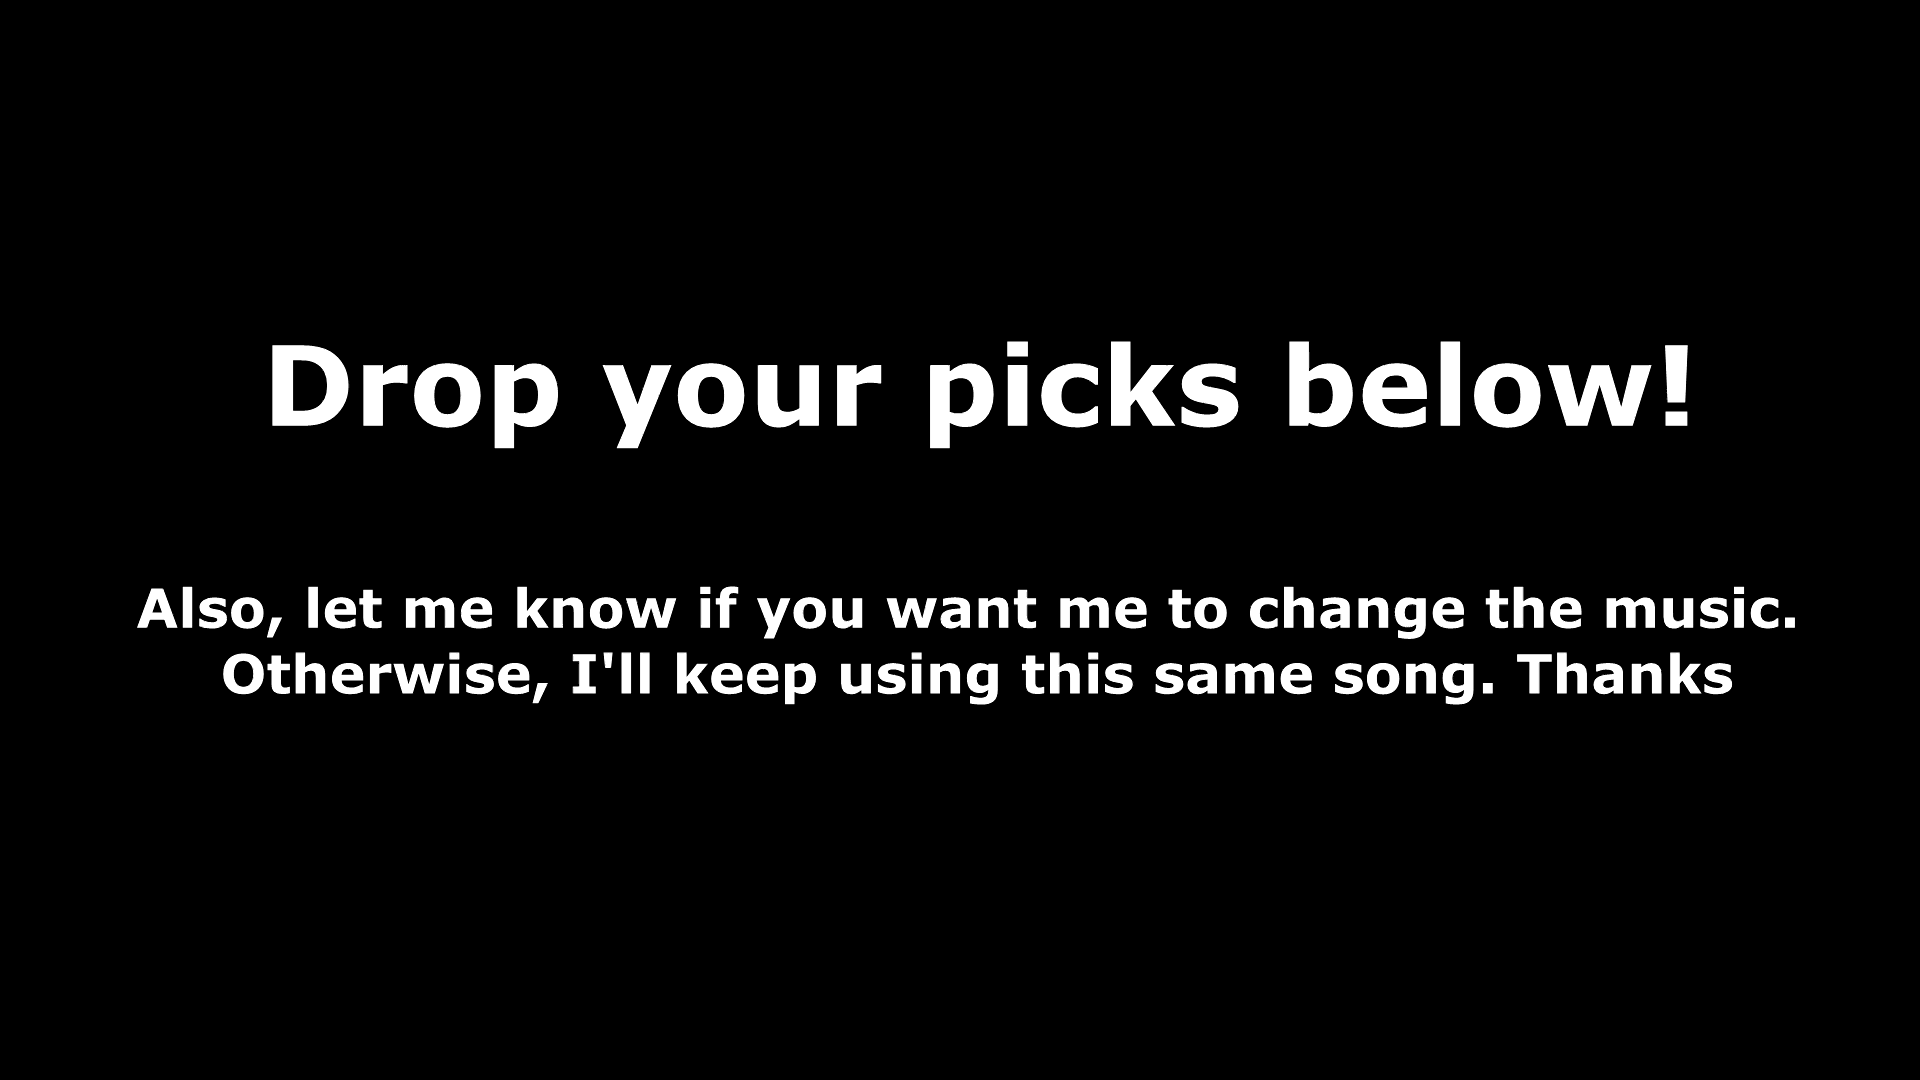 Drop your picks below!
Also, let me know if you want me to change the music.
Otherwise, I'll keep using this same song. Thanks